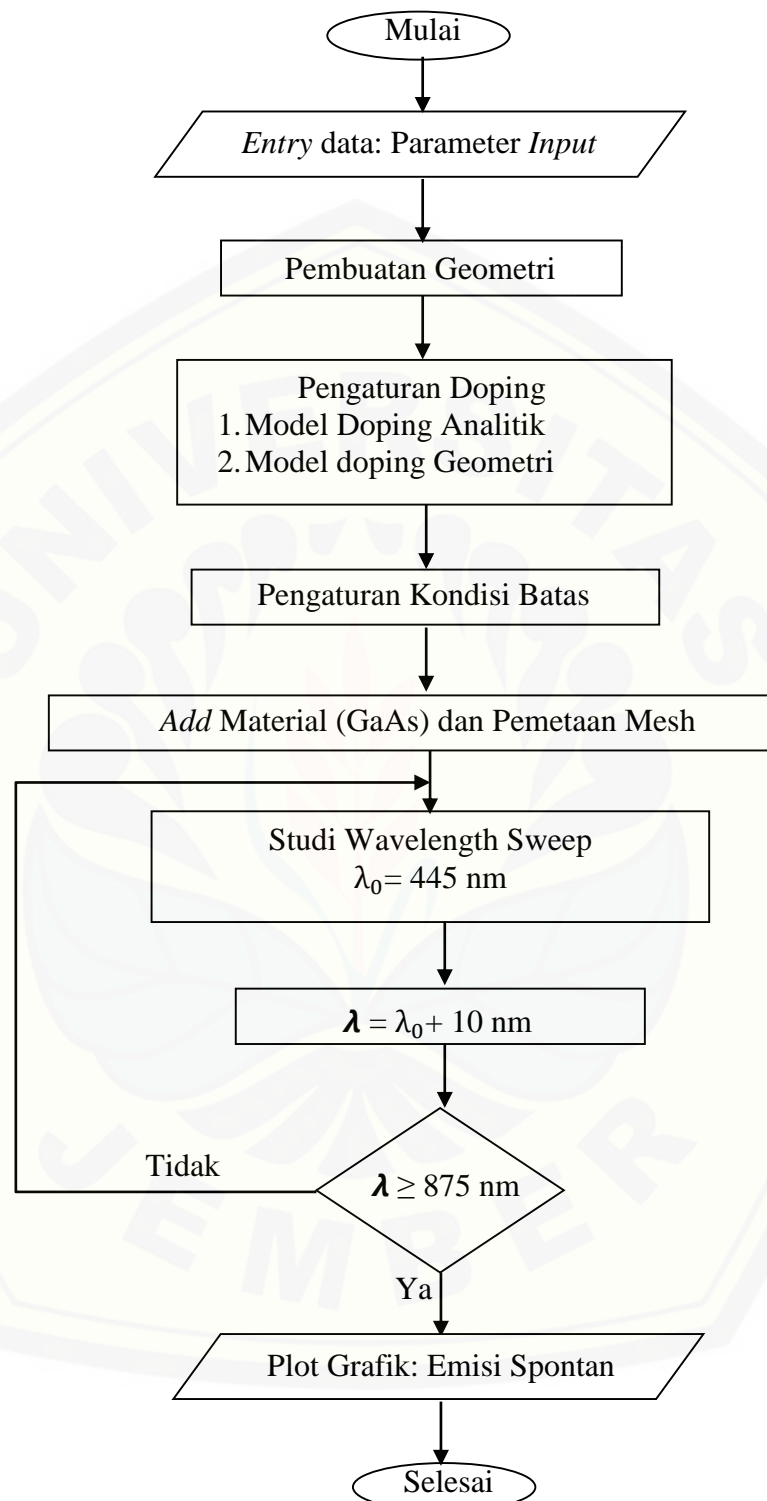 Mulai
Entry data: Parameter Input
Pembuatan Geometri
Pengaturan Doping
1. Model Doping Analitik
2. Model doping Geometri
Pengaturan Kondisi Batas
Add Material (GaAs) dan Pemetaan Mesh
Studi Wavelength Sweep
λ₀= 445 nm
λ = λ₀+ 10 nm
Tidak
λ ≥ 875 nm
Ya
Plot Grafik: Emisi Spontan
Selesai
UNIVERSITAS
JEMBER